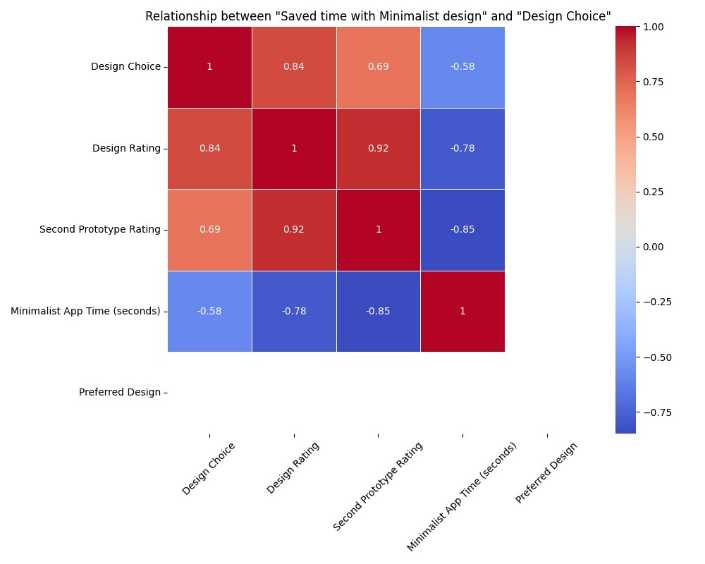 Relationship between "Saved time with Minimalist design" and "Design Choice"
Design Choice
1
0.84
0.69
-0.58
Design Rating
0.84
1
0.92
-0.78
Second Prototype Rating
0.69
0.92
1
-0.85
Minimalist App Time (seconds)
-0.58
-0.78
-0.85
1
Preferred Design
Design Choice
Design Rating
Second Prototype Rating
Minimalist App Time (seconds)
Preferred Design
1.00
0.75
0.50
0.25
0.00
−0.25
−0.50
−0.75